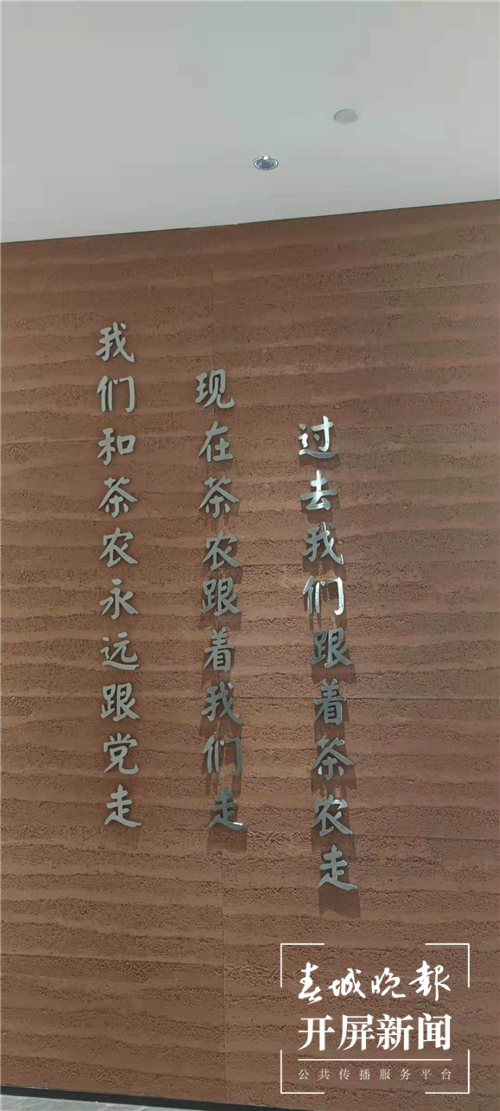 过去我们跟着茶农走
现在茶农跟着我们走
我们和茶农永远跟党走
春城晚报
开屏新闻
公共传播服务平台